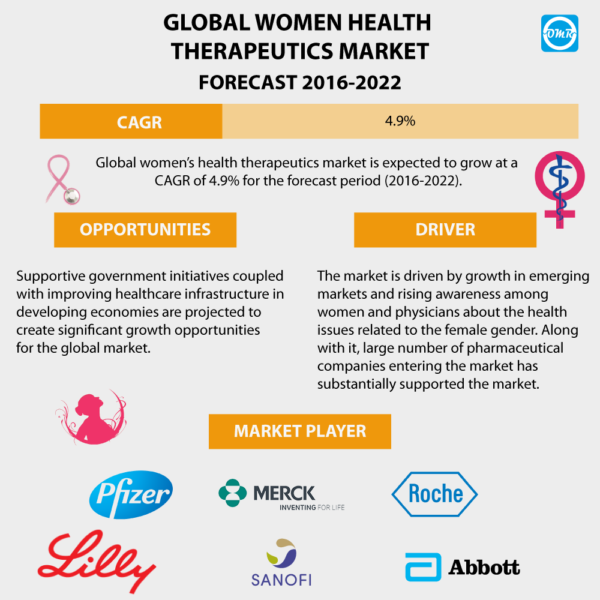 GLOBAL WOMEN HEALTH
THERAPEUTICS MARKET
FORECAST 2016-2022
OMR
CAGR
4.9%
Global women's health therapeutics market is expected to grow at a
CAGR of 4.9% for the forecast period (2016-2022).
OPPORTUNITIES
Supportive government initiatives coupled
with improving healthcare infrastructure in
developing economies are projected to
create significant growth opportunities
for the global market.
DRIVER
The market is driven by growth in emerging
markets and rising awareness among
women and physicians about the health
issues related to the female gender. Along
with it, large number of pharmaceutical
companies entering the market has
substantially supported the market.
MARKET PLAYER
Pfizer
MERCK
INVENTING FOR LIFE
Roche
Lilly
SANOFI
Abbott